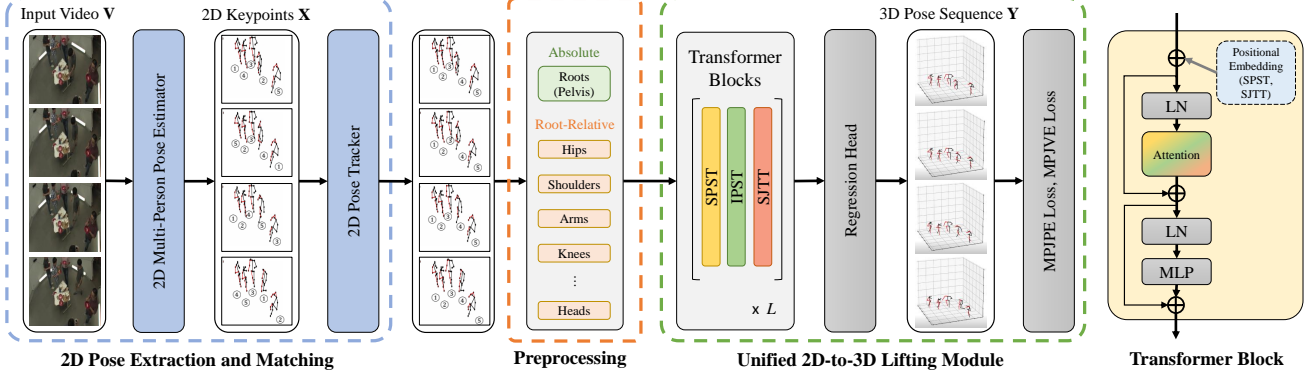 Input Video V
2D Keypoints X
3D Pose Sequence Y
2D Multi-Person Pose Estimator
2D Pose Tracker
Absolute
Roots
(Pelvis)
Root-Relative
Hips
Shoulders
Arms
Knees
⋮
Heads
Transformer
Blocks
SPST
IPST
SJTT
x L
Regression Head
MPJPE Loss, MPJVE Loss
Positional
Embedding
(SPST,
SJTT)
LN
Attention
LN
MLP
2D Pose Extraction and Matching
Preprocessing
Unified 2D-to-3D Lifting Module
Transformer Block